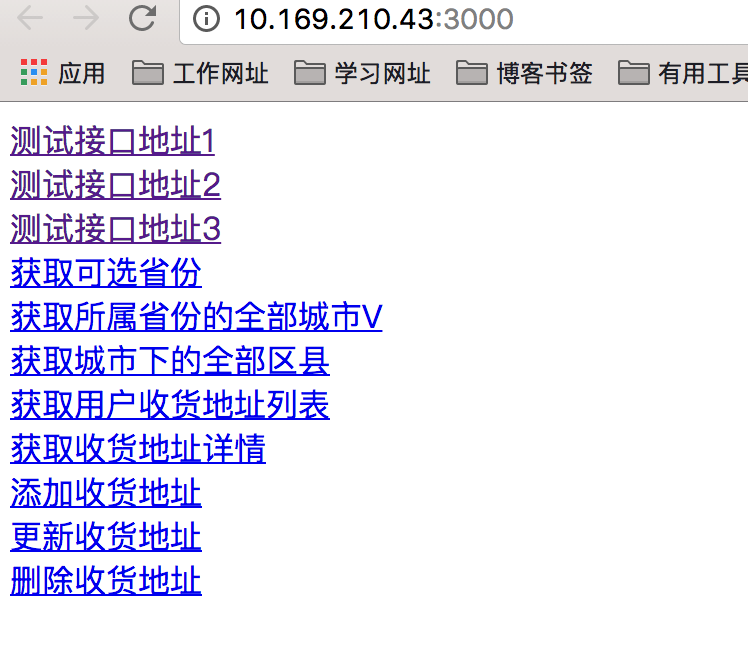 10.169.210.43:3000
应用 工作网址 学习网址 博客书签 有用工具
测试接口地址1
测试接口地址2
测试接口地址3
获取可选省份
获取所属省份的全部城市V
获取城市下的全部区县
获取用户收货地址列表
获取收货地址详情
添加收货地址
更新收货地址
删除收货地址